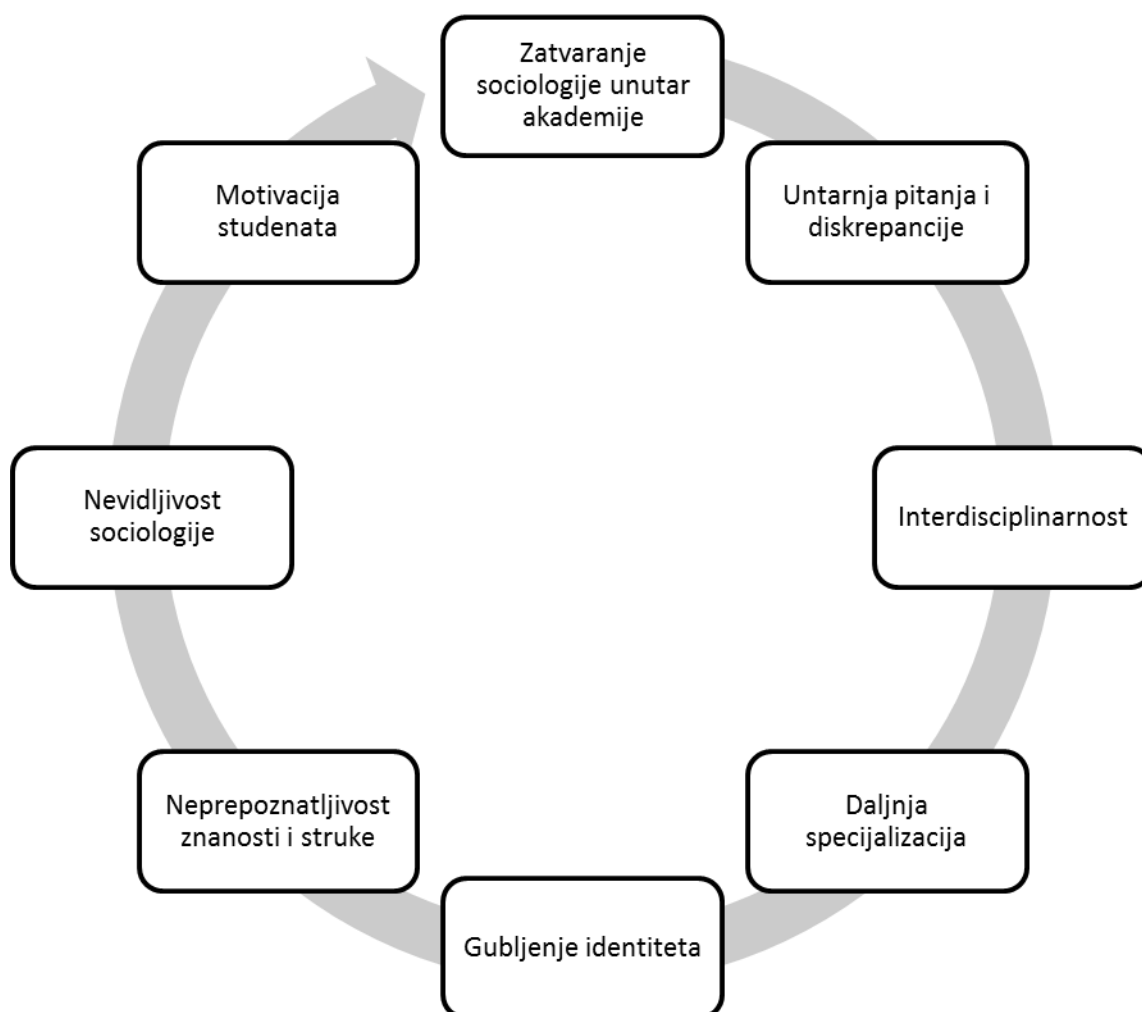 Zatvaranje
sociologije unutar
akademije
Untarnja pitanja i
diskrepancije
Interdisciplinarnost
Daljnja
specijalizacija
Gubljenje identiteta
Neprepoznatljivost
znanosti i struke
Nevidljivost
sociologije
Motivacija
studenata